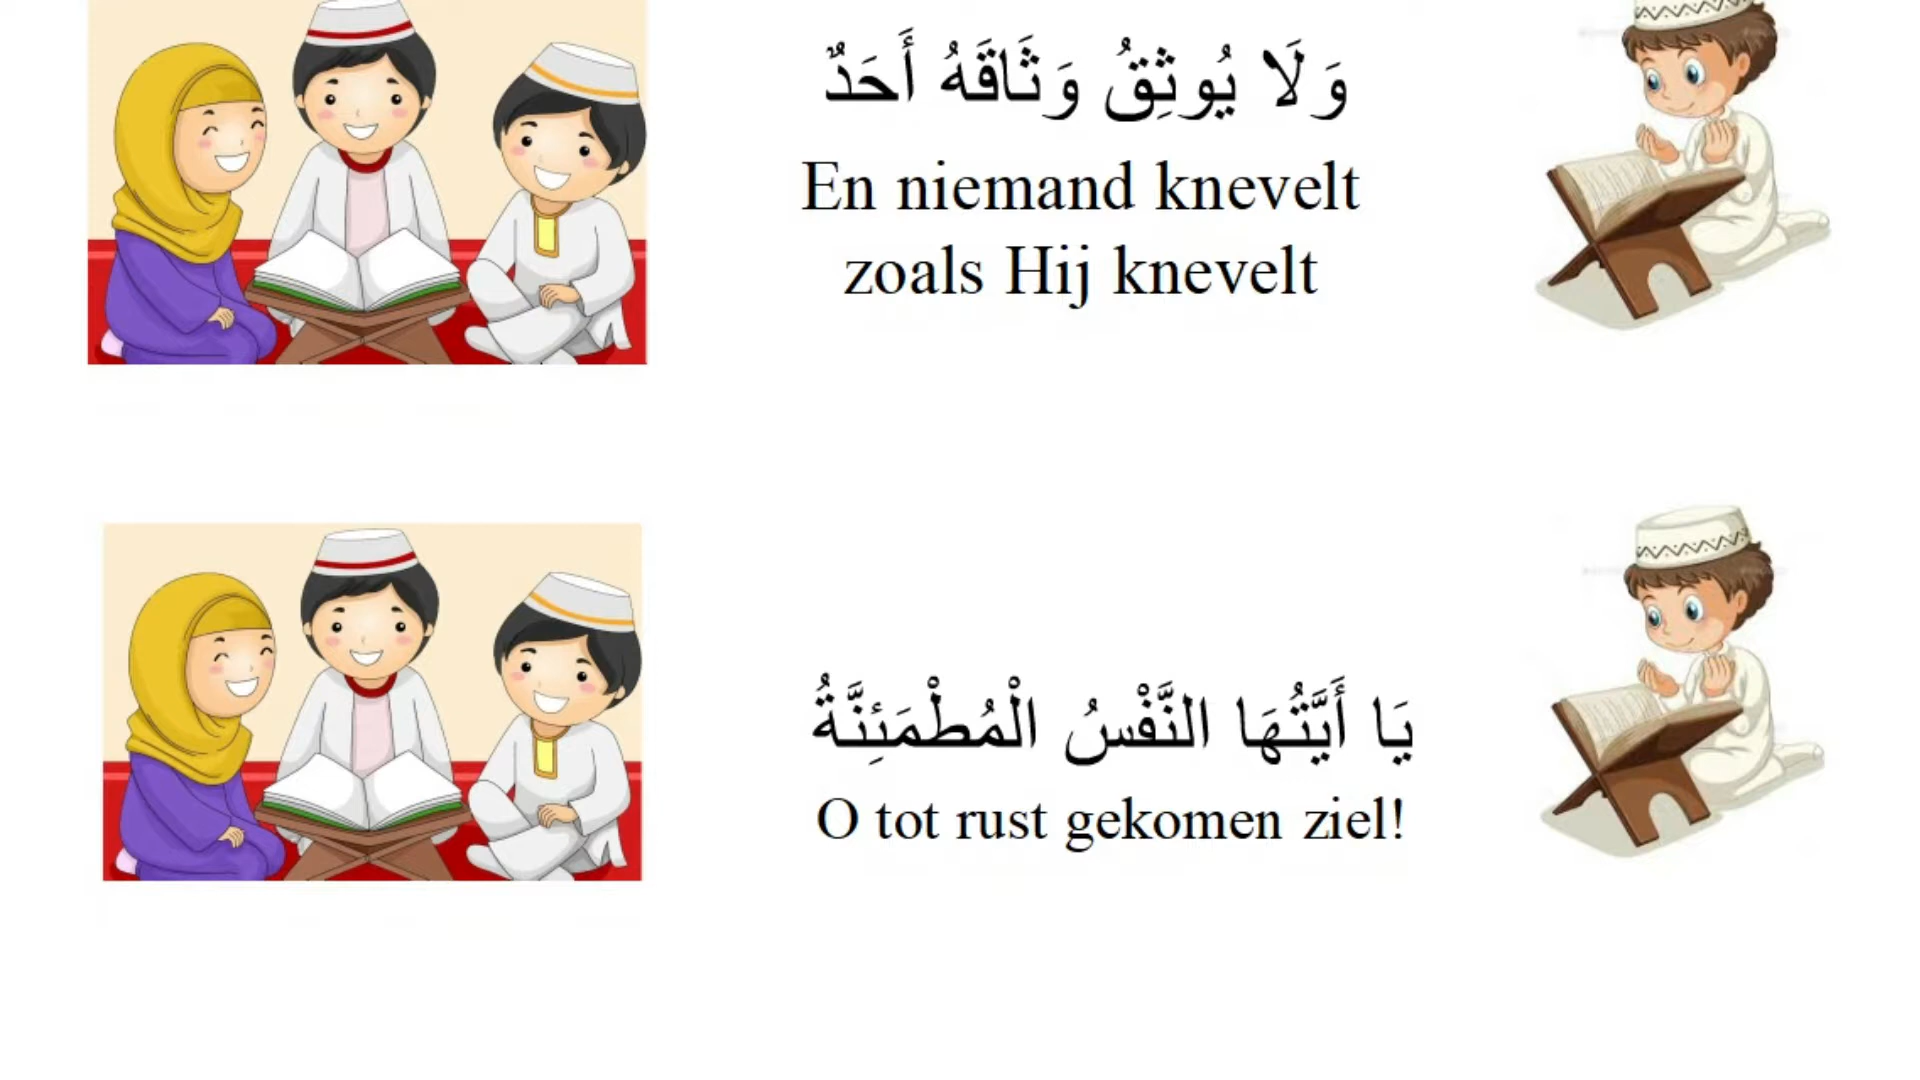 وَلَا يُوثِقُ وَثَاقَهُ أَحَدٌ
En niemand knevelt
zoals Hij knevelt
يَا أَيَّتُهَا النَّفْسُ الْمُطْمَئِنَّةُ
O tot rust gekomen ziel!